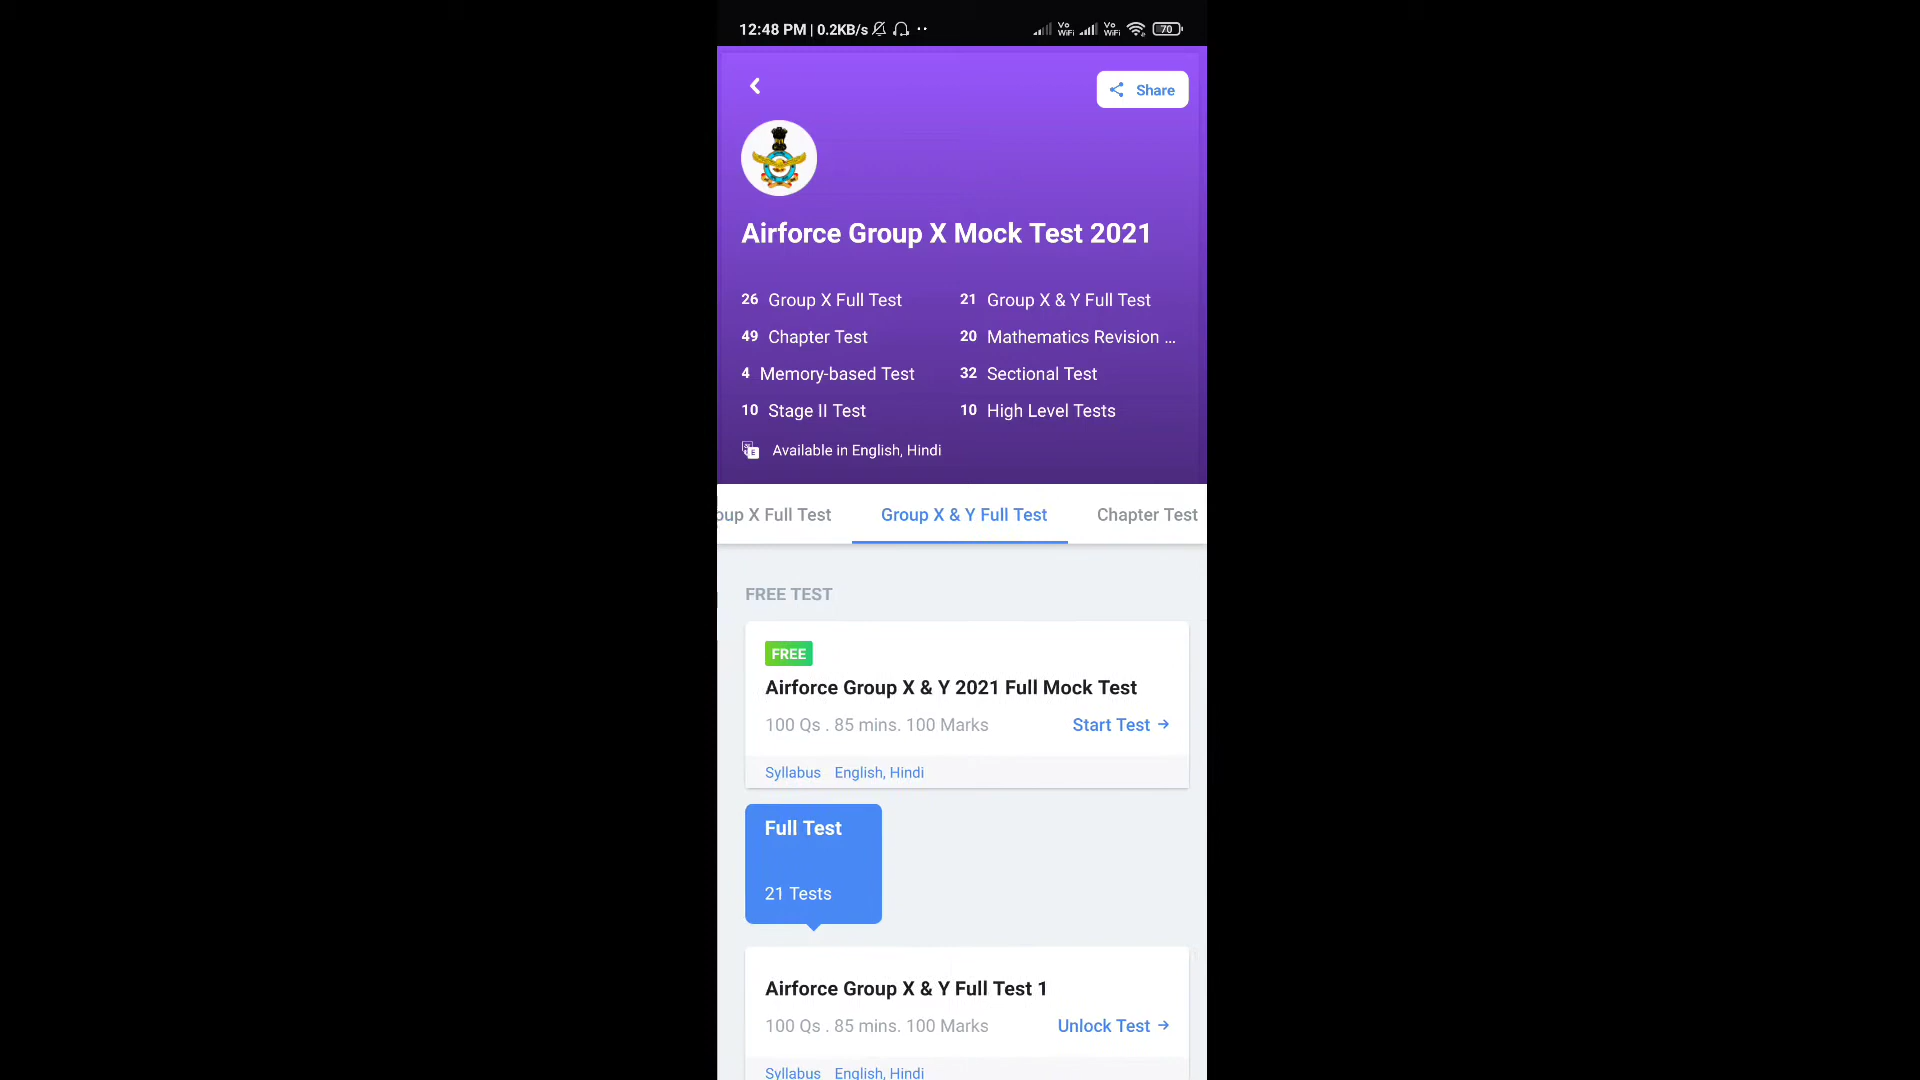 12:48 PM | 0.2KB/s
Vo WiFi Vo WiFi 70
Share
Airforce Group X Mock Test 2021
26 Group X Full Test 21 Group X & Y Full Test
49 Chapter Test 20 Mathematics Revision ...
4 Memory-based Test 32 Sectional Test
10 Stage II Test 10 High Level Tests
Available in English, Hindi
oup X Full Test Group X & Y Full Test Chapter Test
FREE TEST
FREE
Airforce Group X & Y 2021 Full Mock Test
100 Qs . 85 mins. 100 Marks Start Test
Syllabus English, Hindi
Full Test
21 Tests
Airforce Group X & Y Full Test 1
100 Qs . 85 mins. 100 Marks Unlock Test
Syllabus English, Hindi